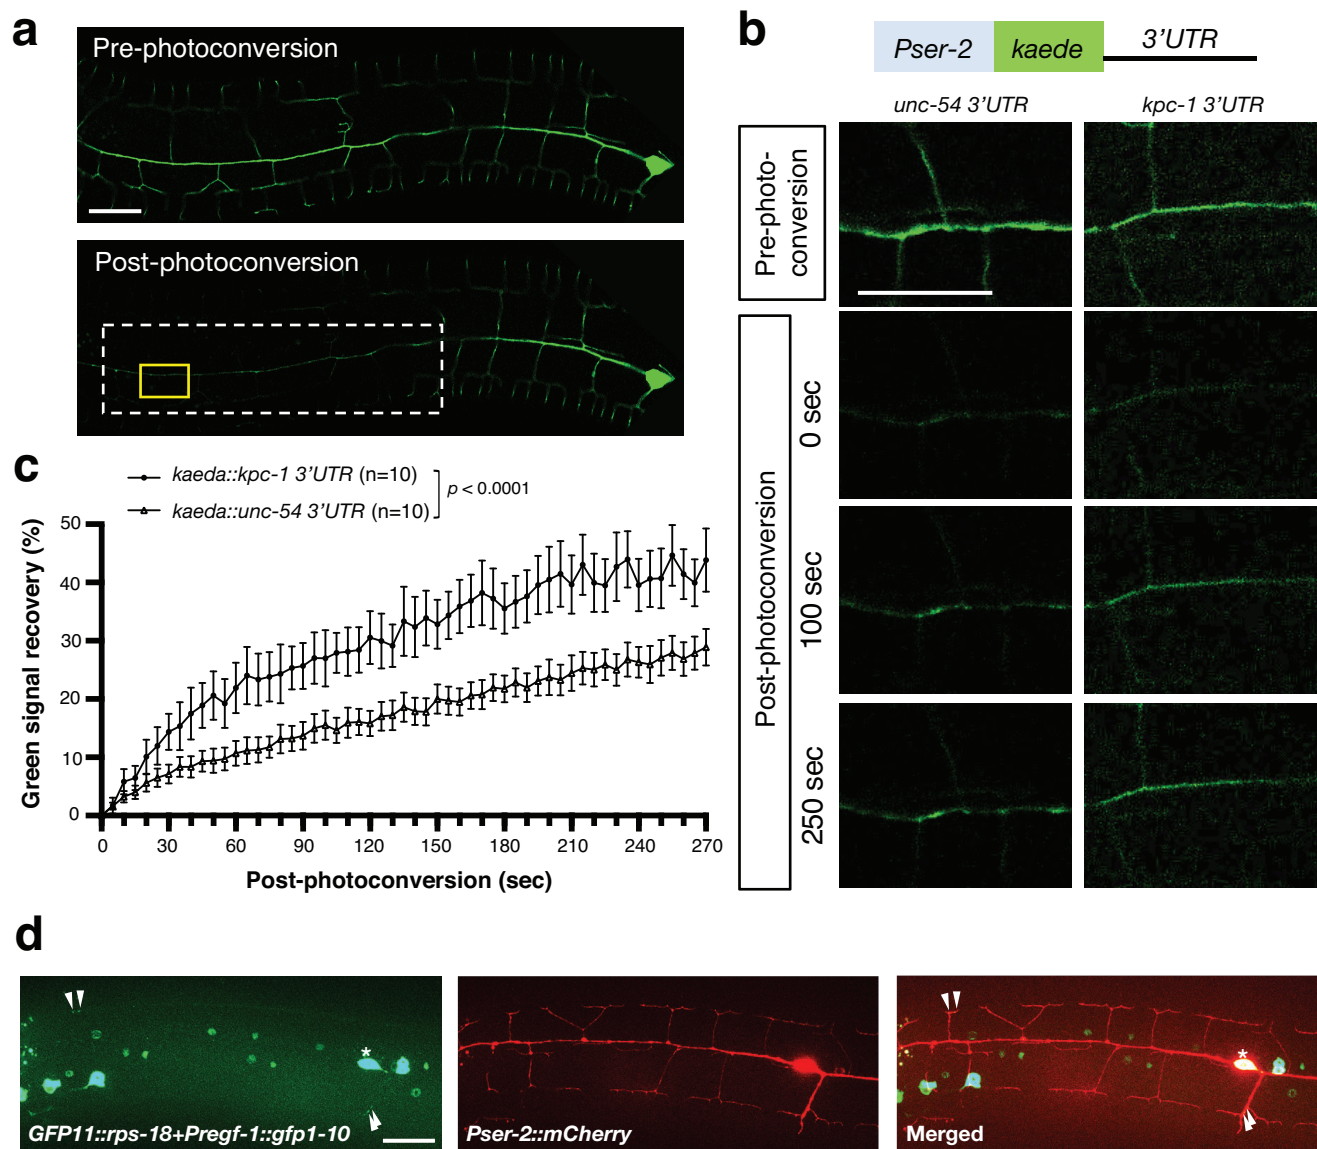 a
Pre-photoconversion
Post-photoconversion
b
Pser-2
kaede
3'UTR
unc-54 3'UTR
kpc-1 3'UTR
Pre-photo-
conversion
Post-photoconversion
0 sec
100 sec
250 sec
c
kaeda::kpc-1 3'UTR (n=10)
kaeda::unc-54 3'UTR (n=10)
p < 0.0001
Green signal recovery (%)
50
40
30
20
10
0
0 30 60 90 120 150 180 210 240 270
Post-photoconversion (sec)
d
*
GFP11::rps-18+Pregf-1::gfp1-10
Pser-2::mCherry
*
Merged